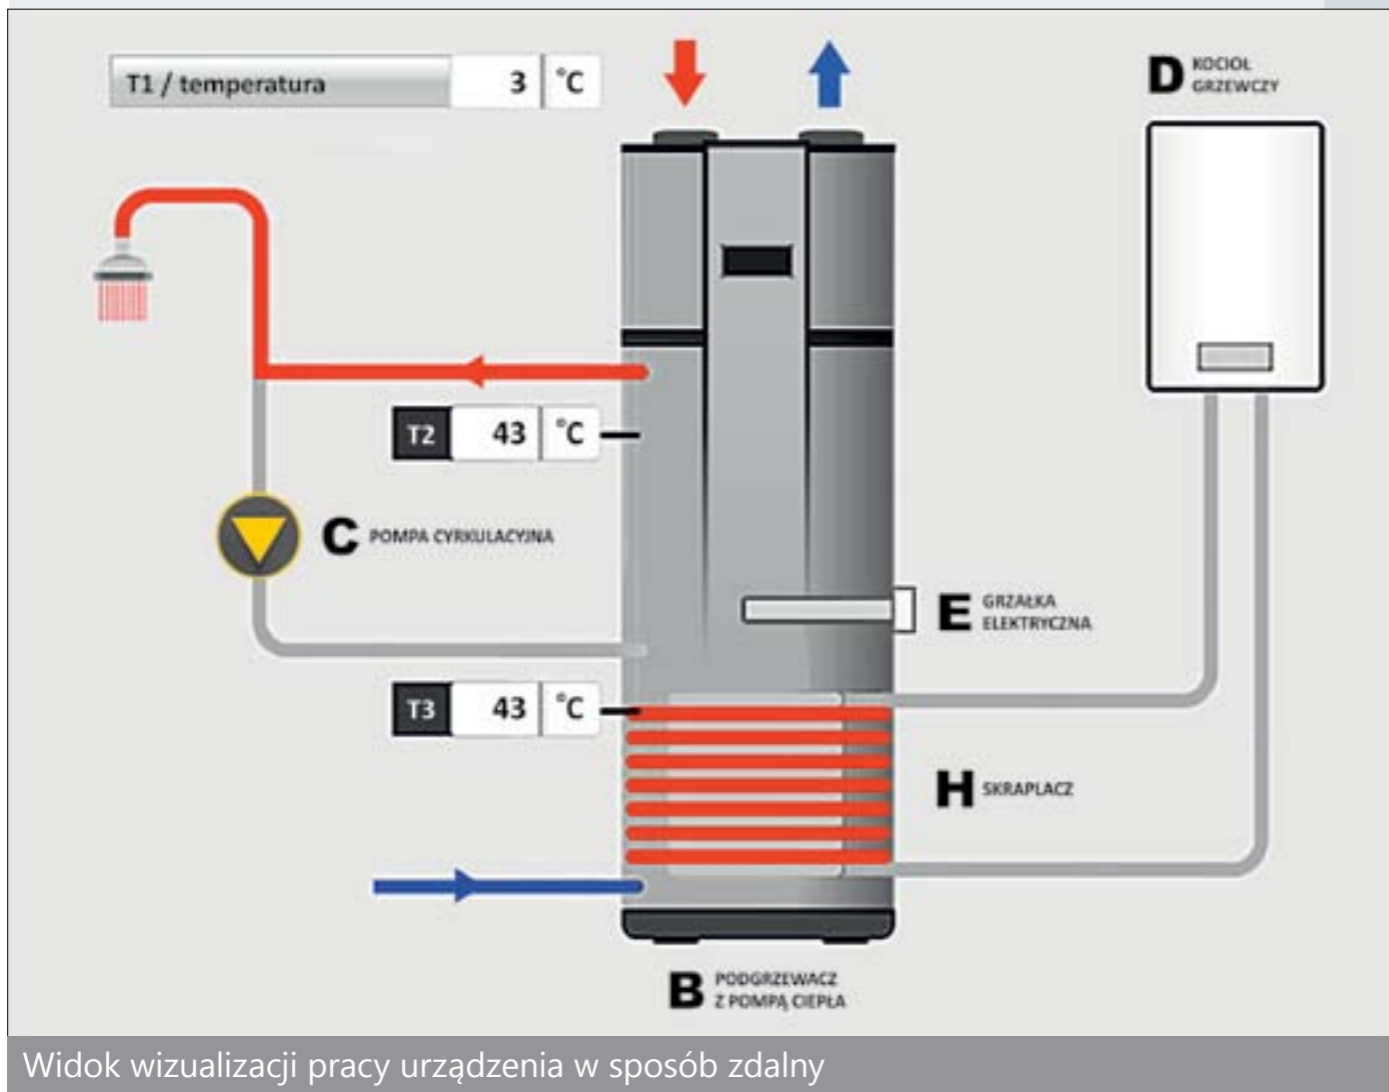 T1 / temperatura 3 °C
D KOCIOŁ
GRZEWCZY
T2 43 °C
C POMPA CYRKULACYJNA
E GRZAŁKA
ELEKTRYCZNA
T3 43 °C
H SKRAPLACZ
B PODGRZEWACZ
Z POMPĄ CIEPŁA
Widok wizualizacji pracy urządzenia w sposób zdalny